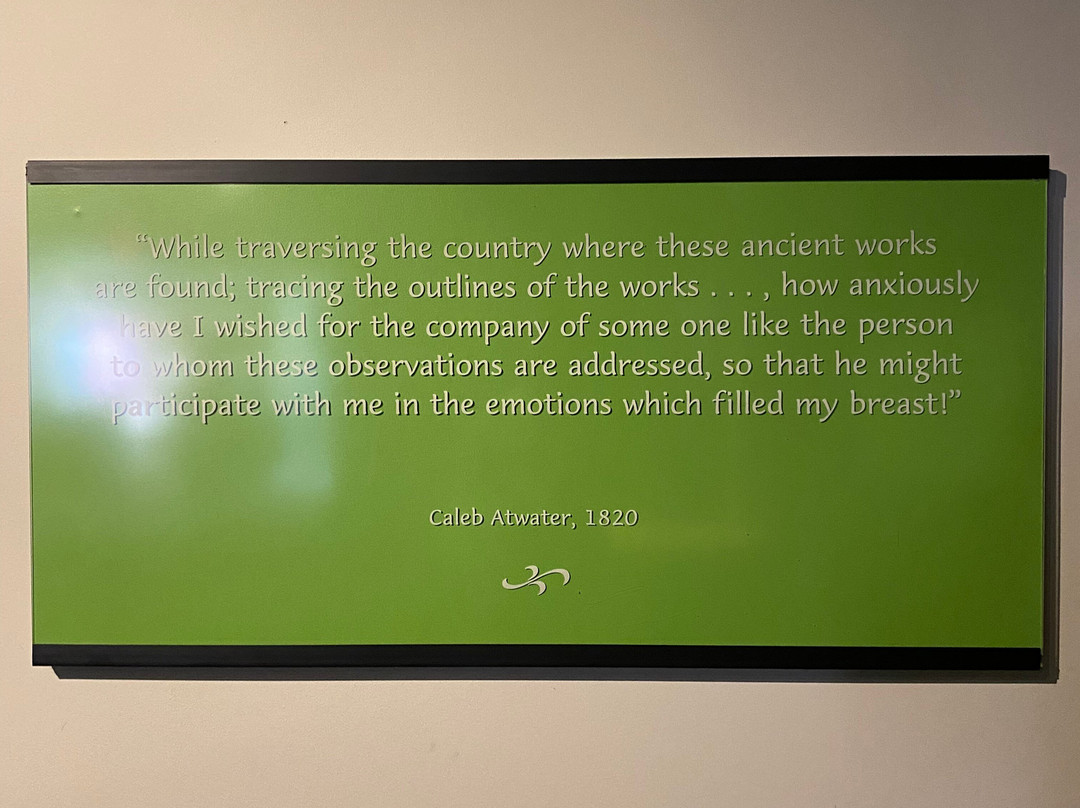 “While traversing the country where these ancient works
are found; tracing the outlines of the works . . . , how anxiously
have I wished for the company of some one like the person
to whom these observations are addressed, so that he might
participate with me in the emotions which filled my breast!”
Caleb Atwater, 1820